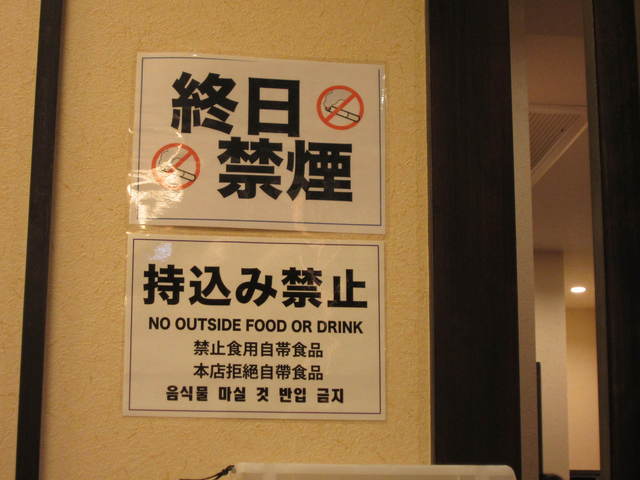 終日
禁煙
持込み禁止
NO OUTSIDE FOOD OR DRINK
禁止食用自帯食品
本店拒絕自帶食品
음식물 마실 것 반입 금지